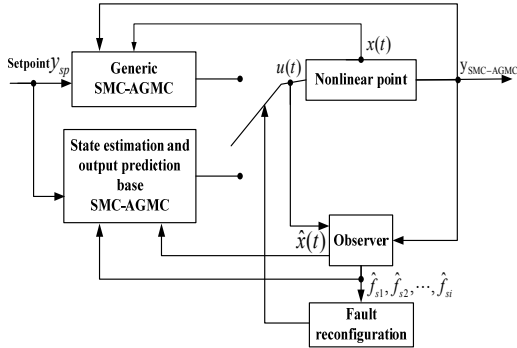 Setpoint y_sp
Generic
SMC-AGMC
x(t)
u(t)
Nonlinear point
y_SMC-AGMC
State estimation and
output prediction
base
SMC-AGMC
x̂(t)
Observer
f̂_s1, f̂_s2, ⋯, f̂_si
Fault
reconfiguration